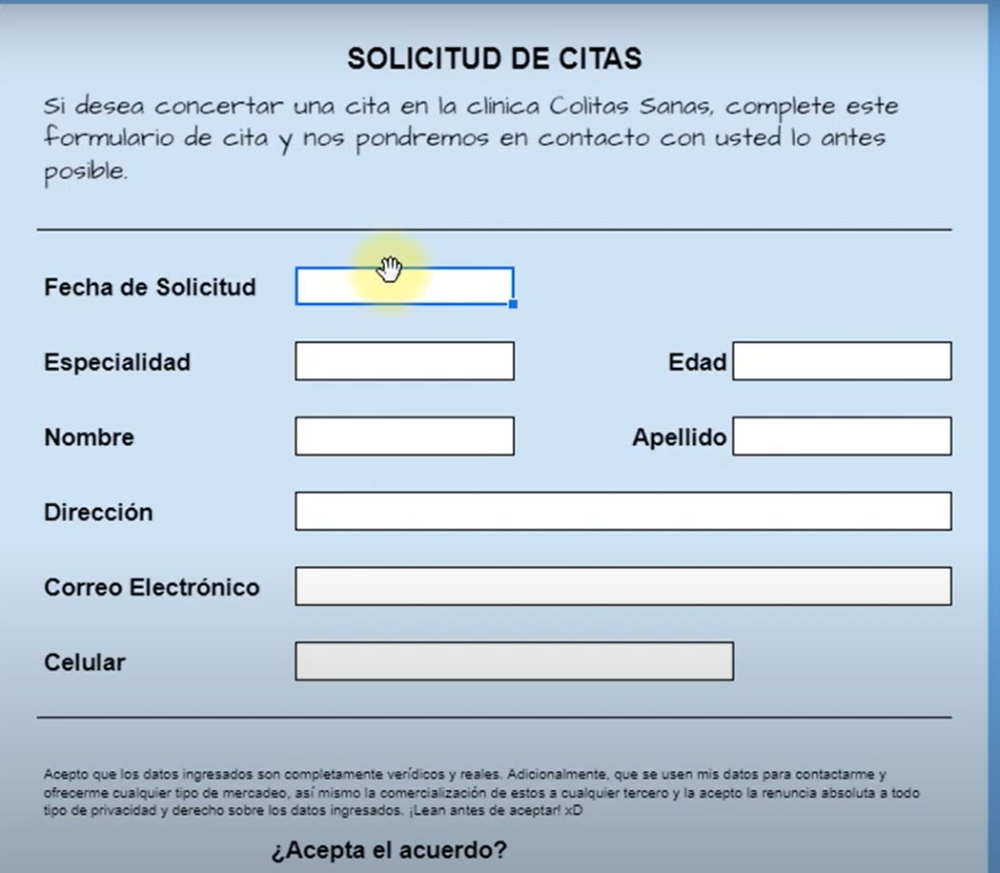 SOLICITUD DE CITAS
Si desea concertar una cita en la clínica Colitas Sanas, complete este
formulario de cita y nos pondremos en contacto con usted lo antes
posible.
Fecha de Solicitud
Especialidad
Edad
Nombre
Apellido
Dirección
Correo Electrónico
Celular
Acepto que los datos ingresados son completamente verídicos y reales. Adicionalmente, que se usen mis datos para contactarme y
ofrecerme cualquier tipo de mercadeo, así mismo la comercialización de estos a cualquier tercero y la acepto la renuncia absoluta a todo
tipo de privacidad y derecho sobre los datos ingresados. ¡Lean antes de aceptar! xD
¿Acepta el acuerdo?